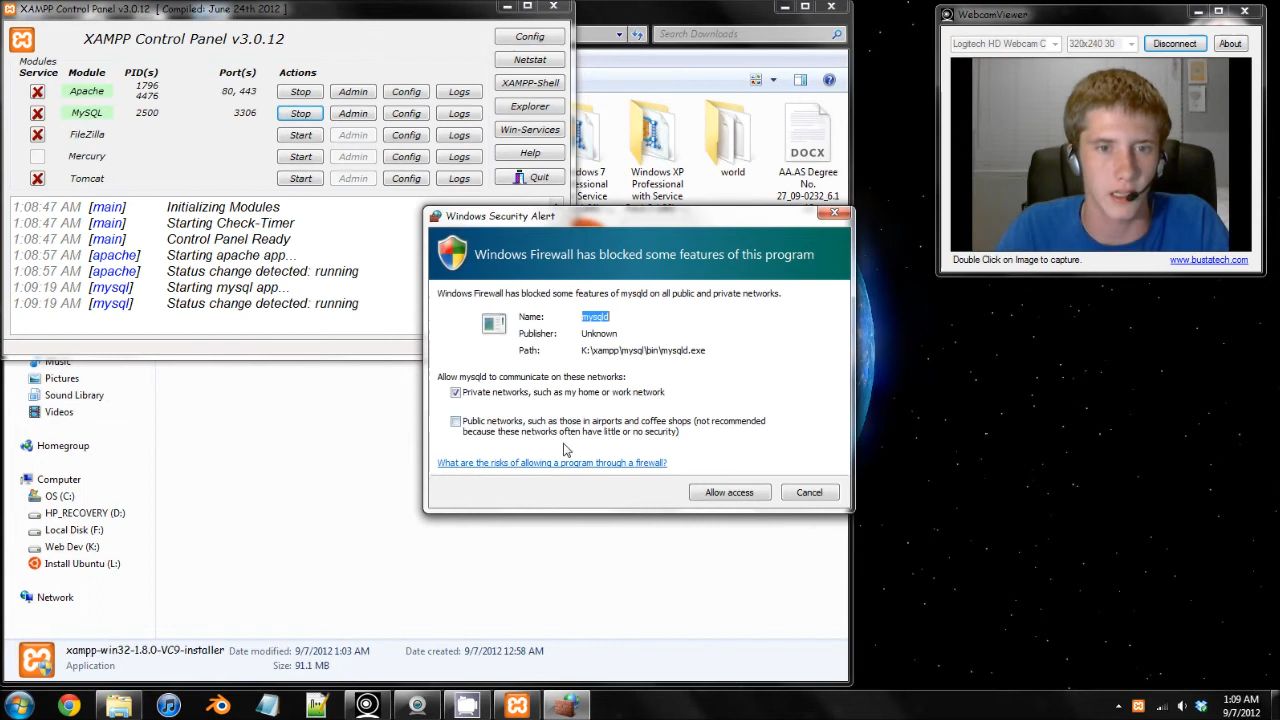 XAMPP Control Panel v3.0.12 [ Compiled: June 24th 2012 ]
XAMPP Control Panel v3.0.12
Modules
Service Module PID(s) Port(s) Actions
Apache 1796 4476 80, 443 Stop Admin Config Logs
MySQL 2500 3306 Stop Admin Config Logs
FileZilla Start Admin Config Logs
Mercury Start Admin Config Logs
Tomcat Start Admin Config Logs
Config
Netstat
XAMPP-Shell
Explorer
Win-Services
Help
Quit
1:08:47 AM [main] Initializing Modules
1:08:47 AM [main] Starting Check-Timer
1:08:47 AM [main] Control Panel Ready
1:08:57 AM [apache] Starting apache app...
1:08:57 AM [apache] Status change detected: running
1:09:19 AM [mysql] Starting mysql app...
1:09:19 AM [mysql] Status change detected: running
Search Downloads
Windows XP
Professional
with Service
world
DOCX
AA.AS Degree
No.
27_09-0232_6.1
Windows Security Alert
Windows Firewall has blocked some features of this program
Windows Firewall has blocked some features of mysqld on all public and private networks.
Name: mysqld
Publisher: Unknown
Path: K:\xampp\mysql\bin\mysqld.exe
Allow mysqld to communicate on these networks:
Private networks, such as my home or work network
Public networks, such as those in airports and coffee shops (not recommended
because these networks often have little or no security)
What are the risks of allowing a program through a firewall?
Allow access Cancel
Music
Pictures
Sound Library
Videos
Homegroup
Computer
OS (C:)
HP_RECOVERY (D:)
Local Disk (F:)
Web Dev (K:)
Install Ubuntu (L:)
Network
xampp-win32-1.8.0-VC9-installer Date modified: 9/7/2012 1:03 AM Date created: 9/7/2012 12:58 AM
Application Size: 91.1 MB
WebcamViewer
Logitech HD Webcam C 320x240 30 Disconnect About
Double Click on Image to capture. www.bustatech.com
1:09 AM
9/7/2012